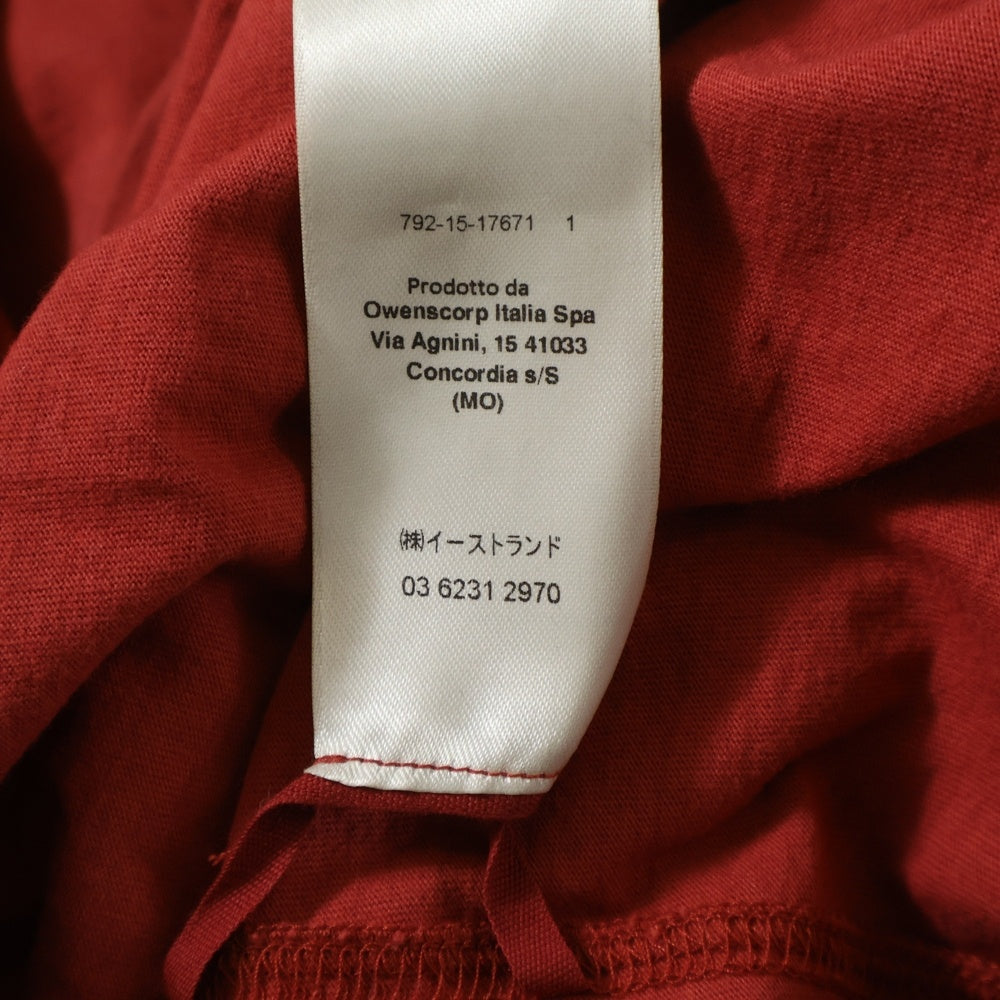 792-15-17671 1
Prodotto da
Owenscorp Italia Spa
Via Agnini, 15 41033
Concordia s/S
(MO)
㈱イーストランド
03 6231 2970